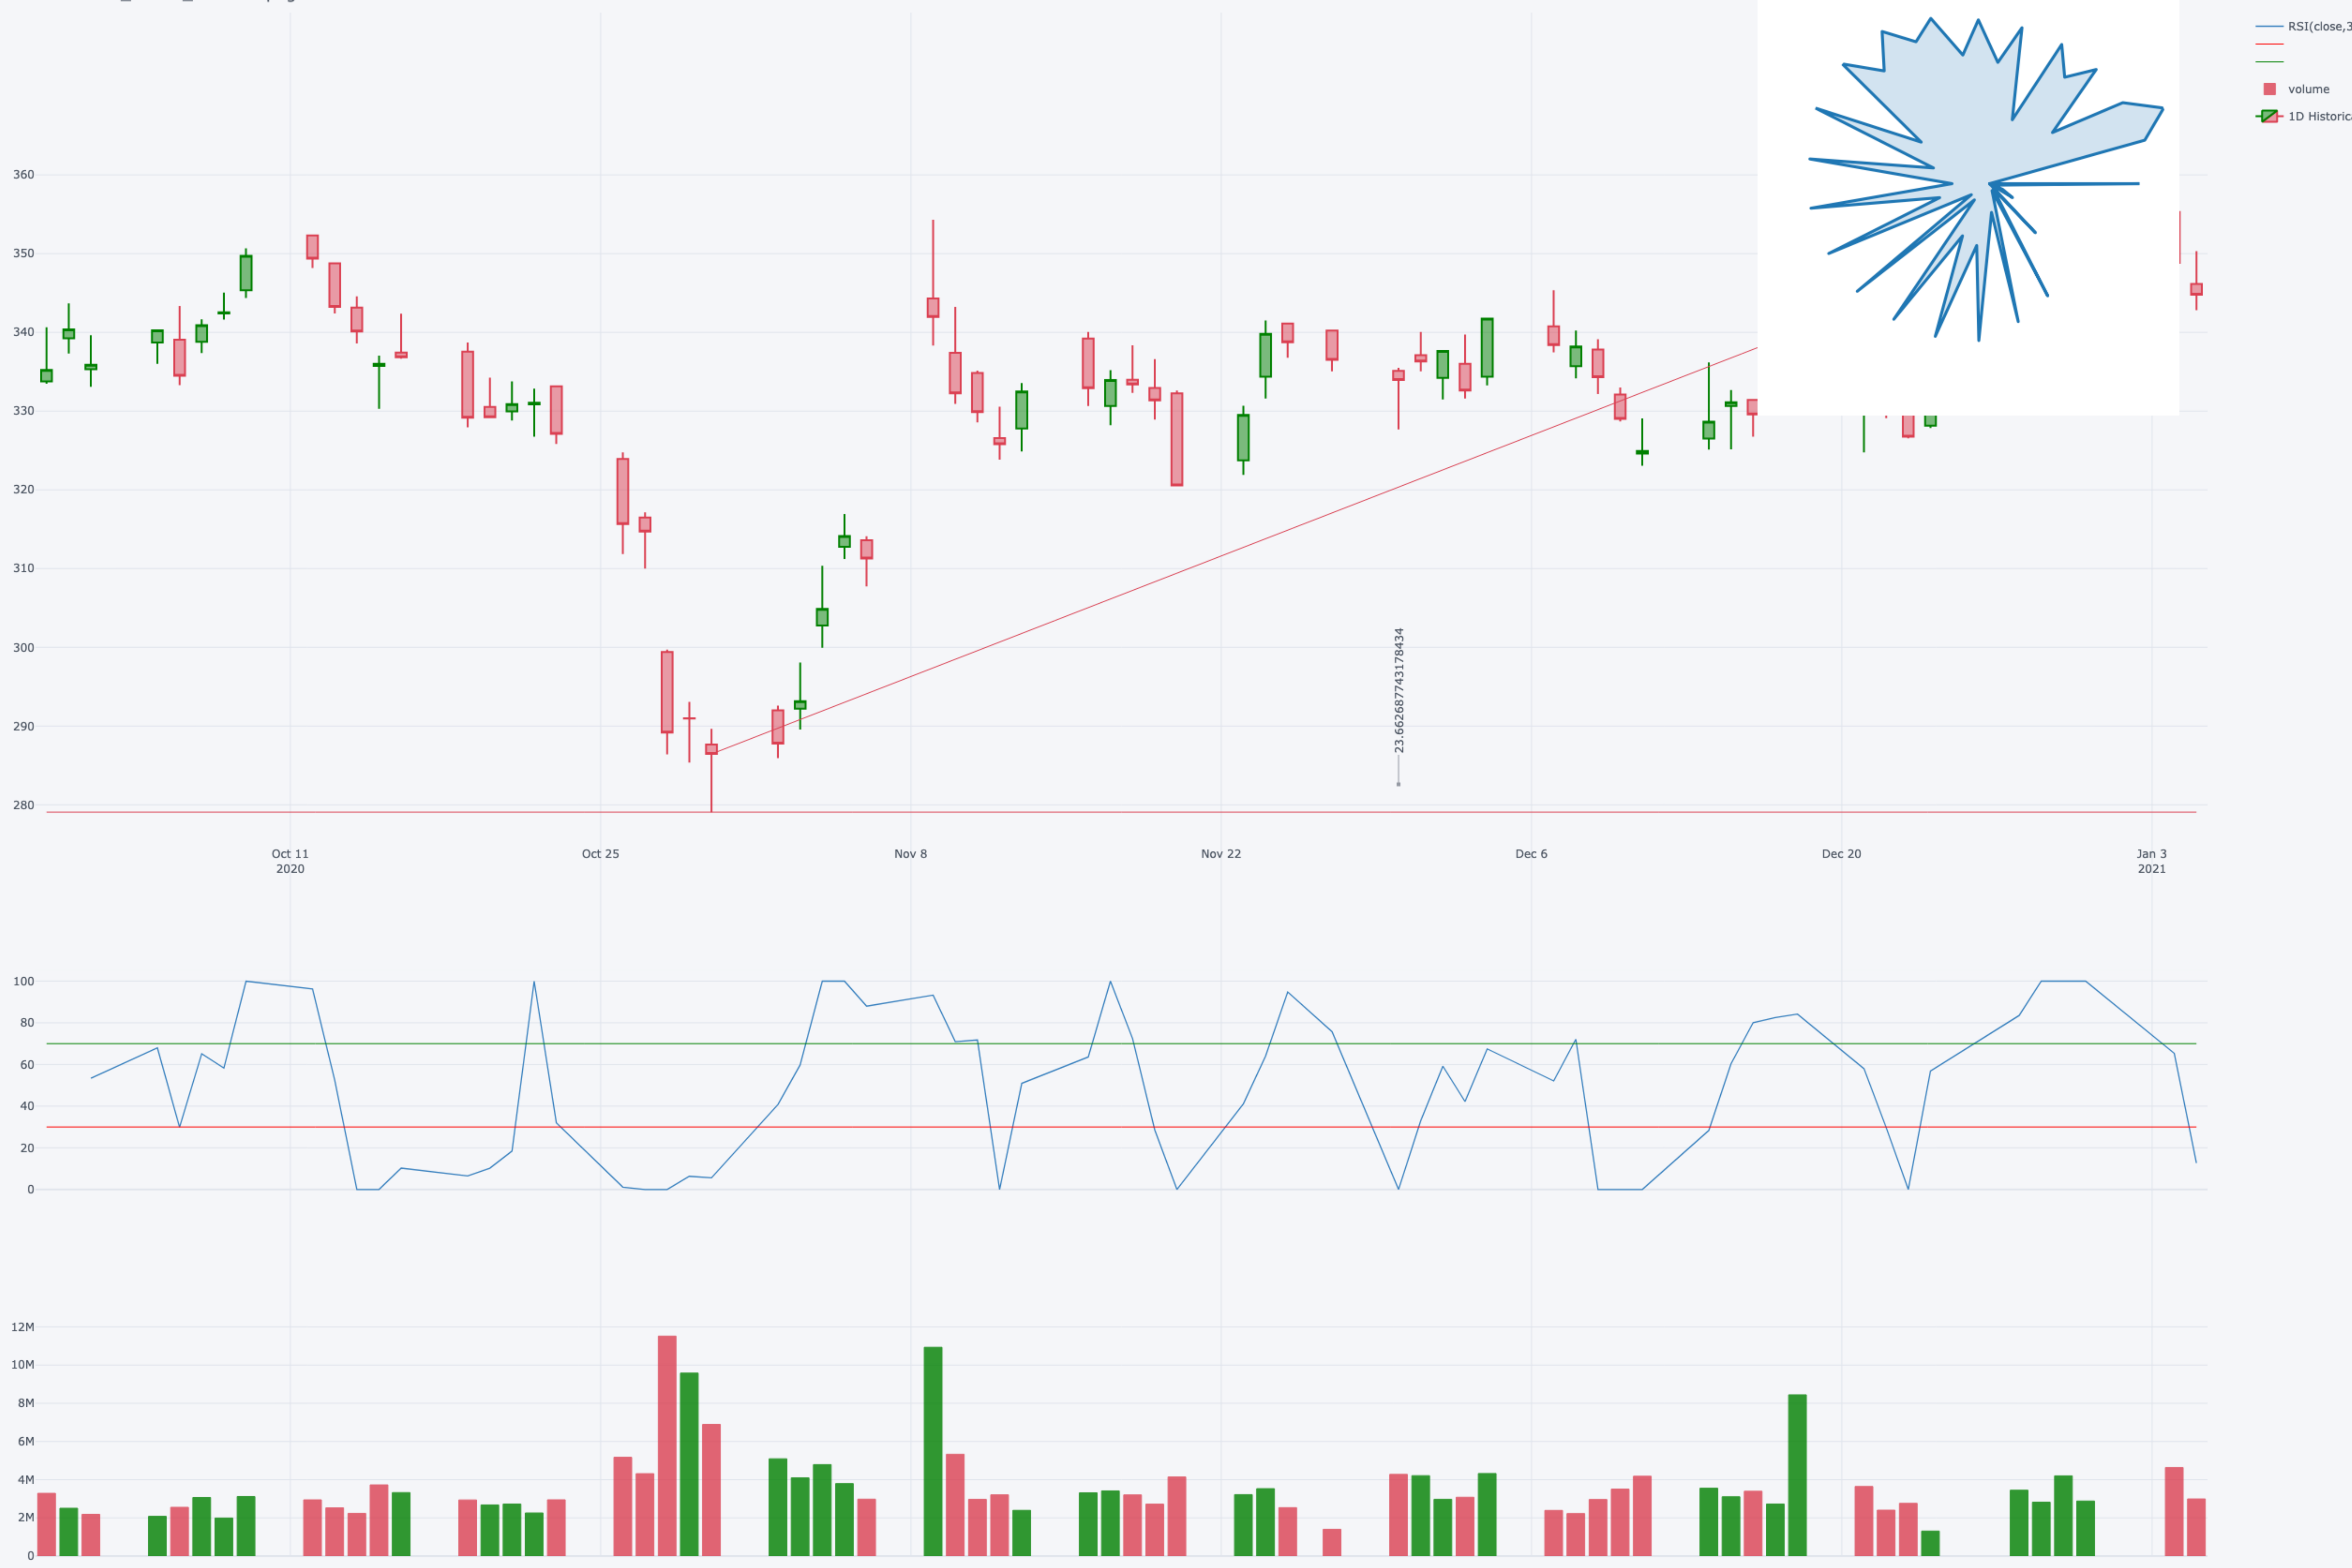 RSI(close,3
volume
1D Historic
360
350
340
330
320
310
300
290
280
23.662687743178434
Oct 11
2020
Oct 25
Nov 8
Nov 22
Dec 6
Dec 20
Jan 3
2021
100
80
60
40
20
0
12M
10M
8M
6M
4M
2M
0